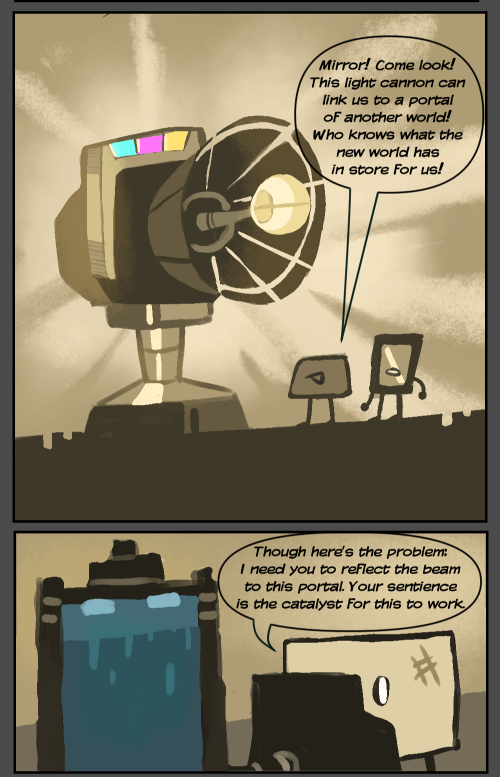 Mirror! Come look!
This light cannon can
link us to a portal
of another world!
Who knows what the
new world has
in store for us!
Though here's the problem:
I need you to reflect the beam
to this portal. Your sentience
is the catalyst for this to work.